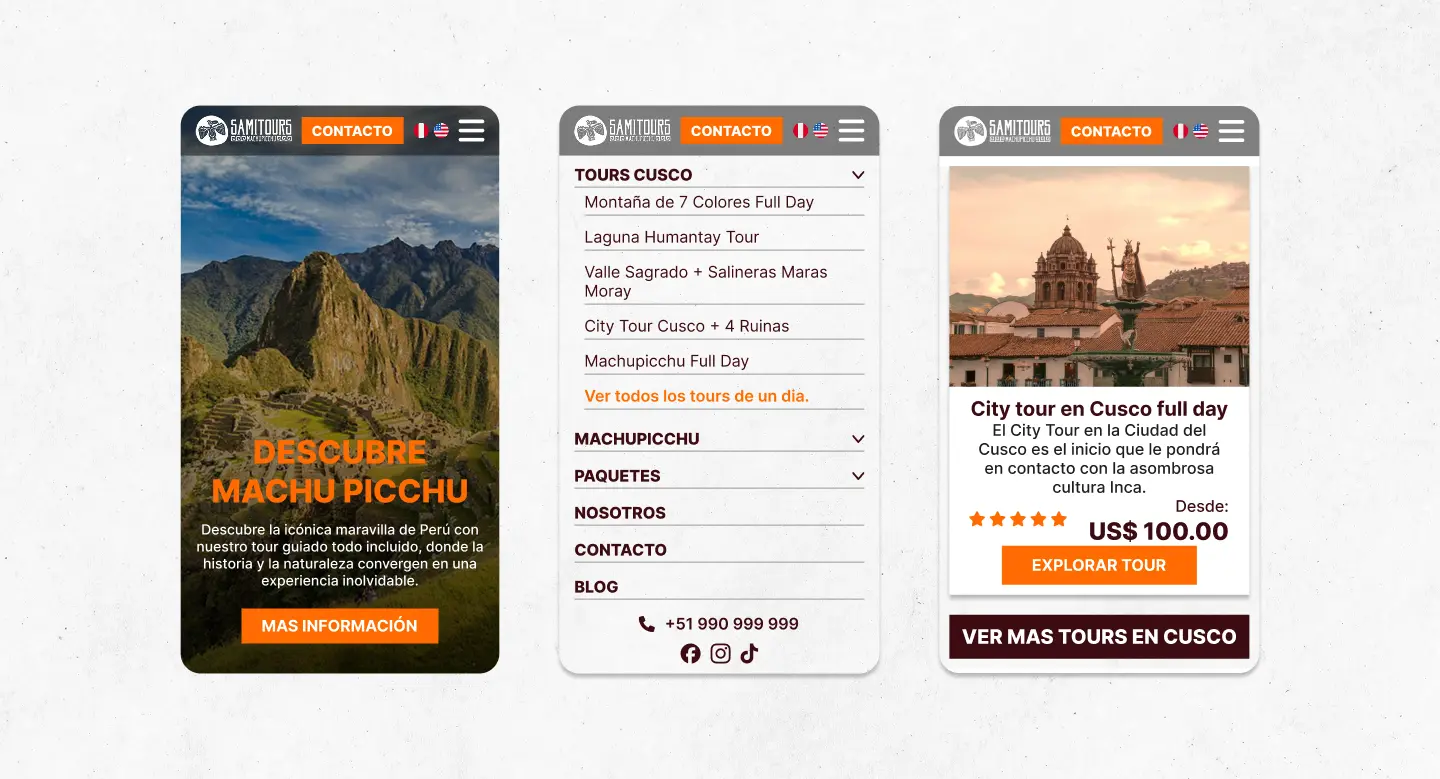 SAMITOURS
MACHUPICCHU
CONTACTO
DESCUBRE
MACHU PICCHU
Descubre la icónica maravilla de Perú con
nuestro tour guiado todo incluido, donde la
historia y la naturaleza convergen en una
experiencia inolvidable.
MAS INFORMACIÓN
SAMITOURS
MACHUPICCHU
CONTACTO
TOURS CUSCO
Montaña de 7 Colores Full Day
Laguna Humantay Tour
Valle Sagrado + Salineras Maras
Moray
City Tour Cusco + 4 Ruinas
Machupicchu Full Day
Ver todos los tours de un dia.
MACHUPICCHU
PAQUETES
NOSOTROS
CONTACTO
BLOG
+51 990 999 999
SAMITOURS
MACHUPICCHU
CONTACTO
City tour en Cusco full day
El City Tour en la Ciudad del
Cusco es el inicio que le pondrá
en contacto con la asombrosa
cultura Inca.
Desde:
US$ 100.00
EXPLORAR TOUR
VER MAS TOURS EN CUSCO